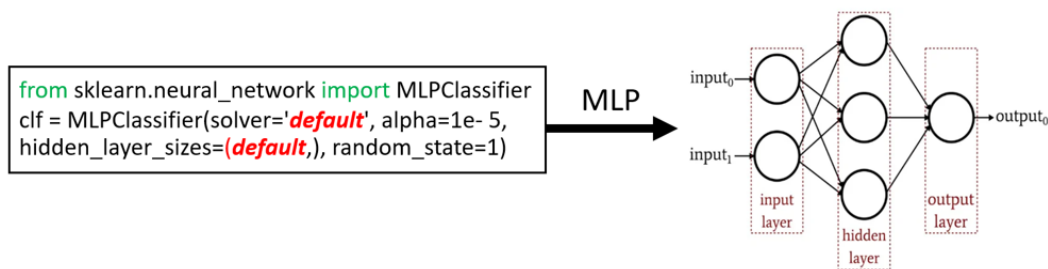 from sklearn.neural_network import MLPClassifier
clf = MLPClassifier(solver='default', alpha=1e- 5,
hidden_layer_sizes=(default,), random_state=1)
MLP
input0
input1
output0
input
layer
hidden
layer
output
layer